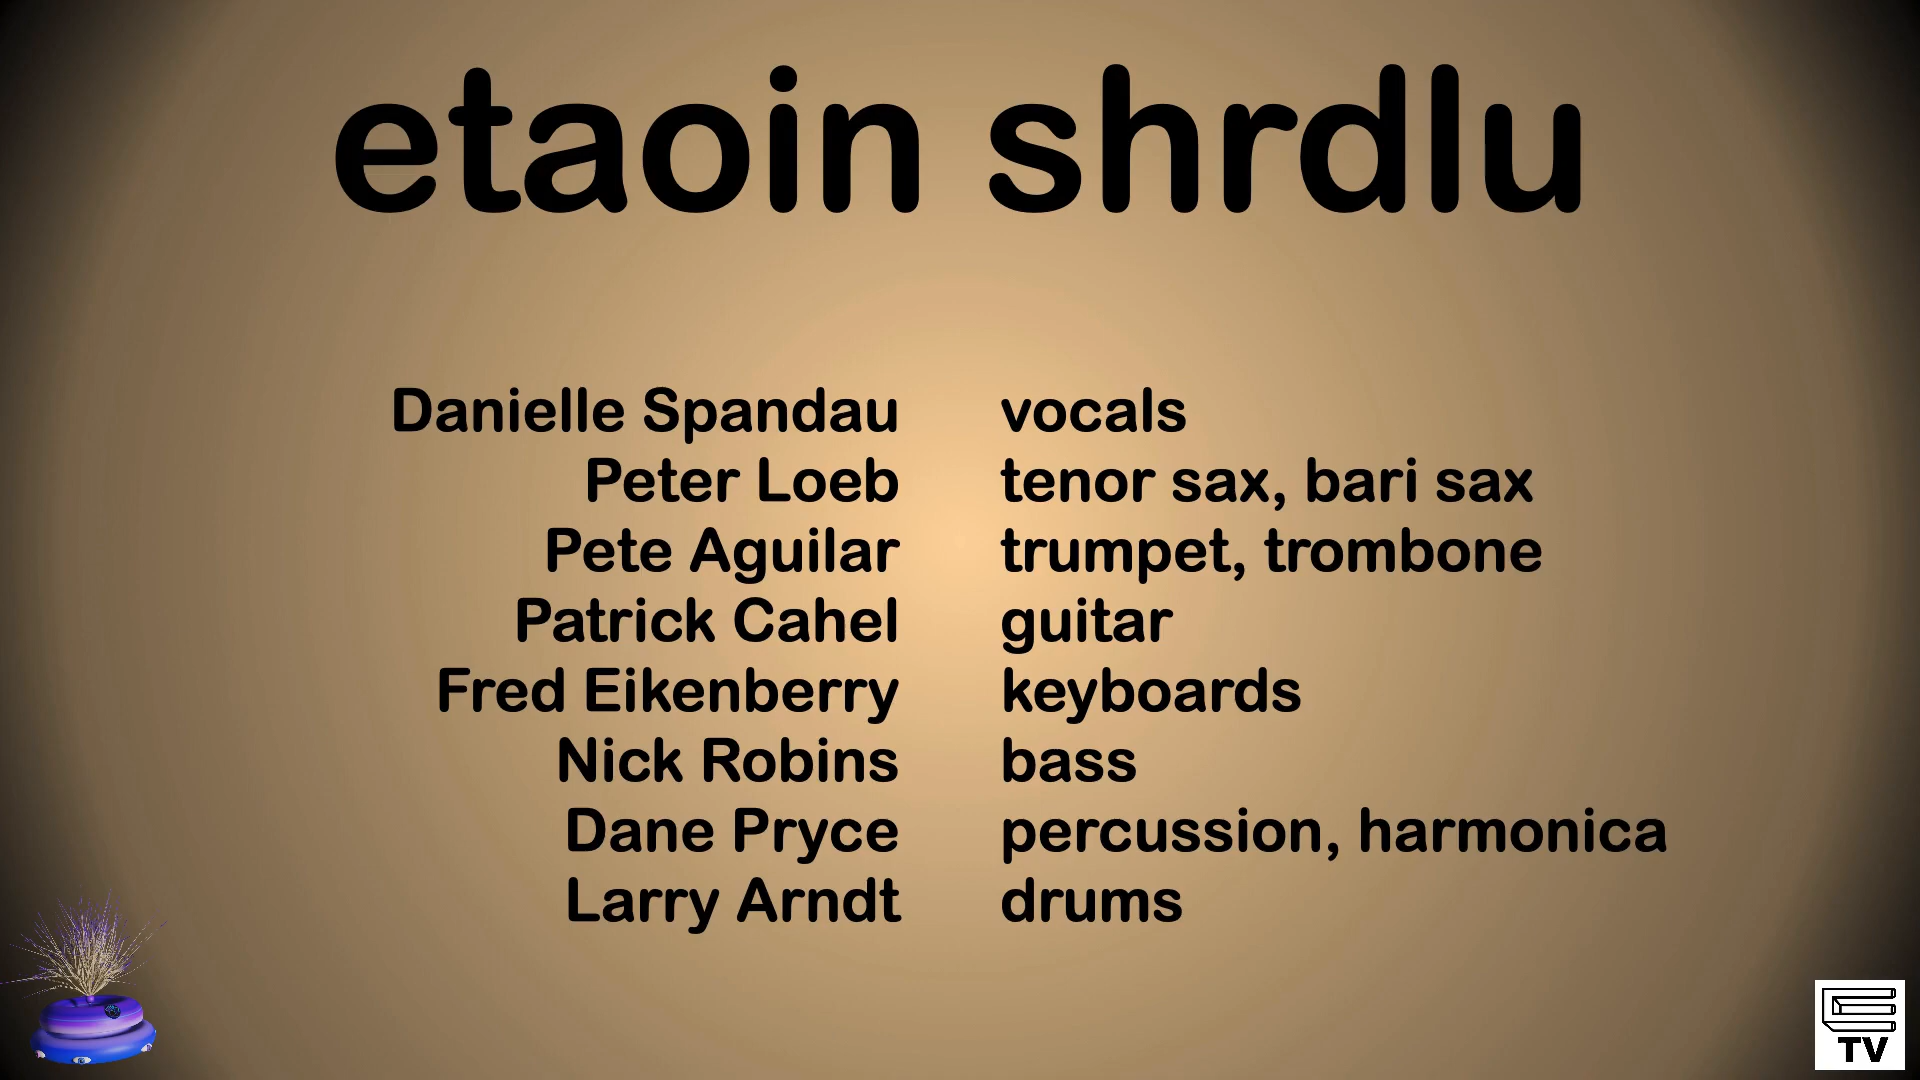 etaoin shrdlu
Danielle Spandau vocals
Peter Loeb tenor sax, bari sax
Pete Aguilar trumpet, trombone
Patrick Cahel guitar
Fred Eikenberry keyboards
Nick Robins bass
Dane Pryce percussion, harmonica
Larry Arndt drums
TV